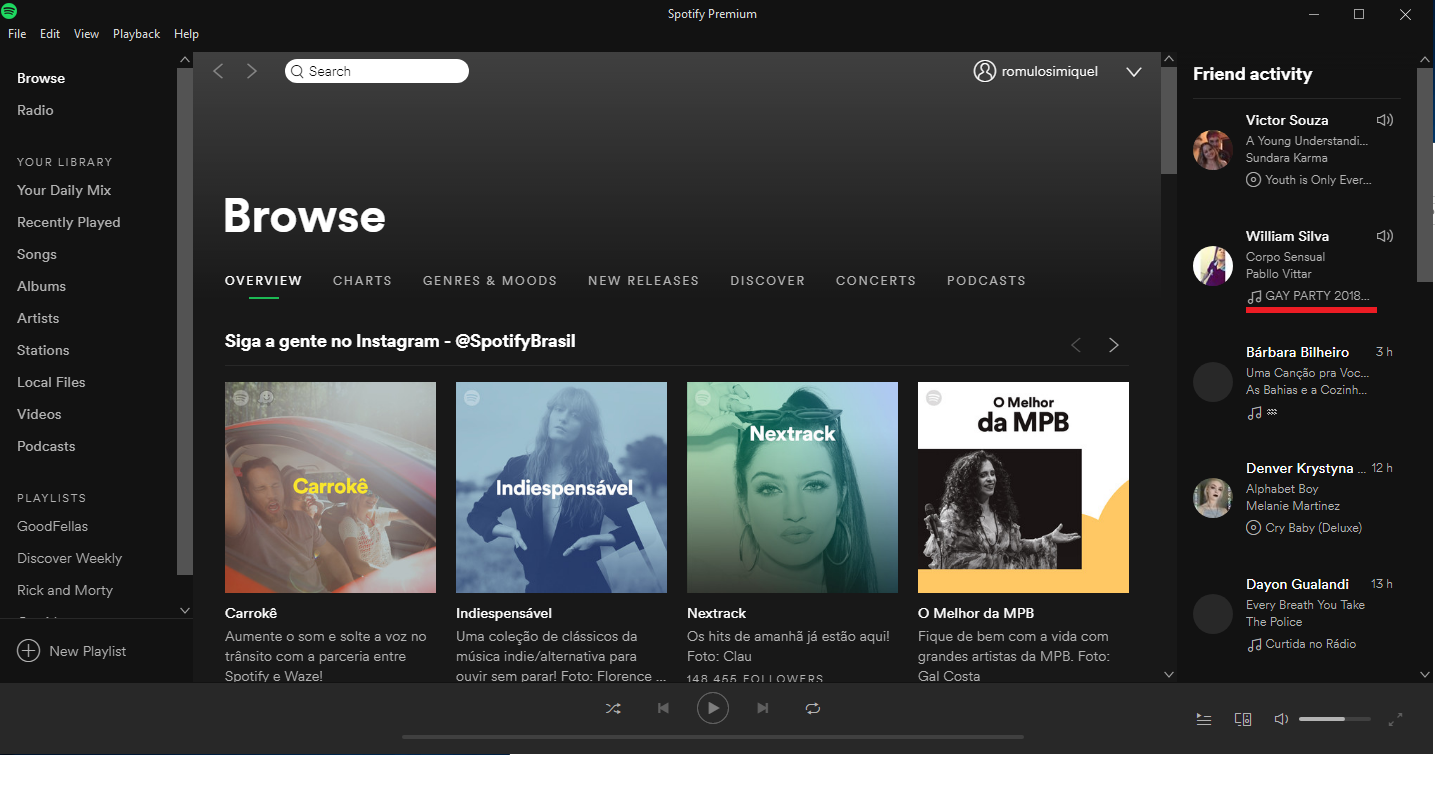 Spotify Premium
File Edit View Playback Help
Browse
Radio
YOUR LIBRARY
Your Daily Mix
Recently Played
Songs
Albums
Artists
Stations
Local Files
Videos
Podcasts
PLAYLISTS
GoodFellas
Discover Weekly
Rick and Morty
New Playlist
Search
romulosimiquel
Browse
OVERVIEW CHARTS GENRES & MOODS NEW RELEASES DISCOVER CONCERTS PODCASTS
Siga a gente no Instagram - @SpotifyBrasil
Carrokê
Carrokê
Aumente o som e solte a voz no
trânsito com a parceria entre
Spotify e Waze!
Indiespensável
Indiespensável
Uma coleção de clássicos da
música indie/alternativa para
ouvir sem parar! Foto: Florence ...
Nextrack
Nextrack
Os hits de amanhã já estão aqui!
Foto: Clau
148.455 FOLLOWERS
O Melhor
da MPB
O Melhor da MPB
Fique de bem com a vida com
grandes artistas da MPB. Foto:
Gal Costa
Friend activity
Victor Souza
A Young Understandi...
Sundara Karma
Youth is Only Ever...
William Silva
Corpo Sensual
Pabllo Vittar
GAY PARTY 2018...
Bárbara Bilheiro 3 h
Uma Canção pra Voc...
As Bahias e a Cozinh...
Denver Krystyna ... 12 h
Alphabet Boy
Melanie Martinez
Cry Baby (Deluxe)
Dayon Gualandi 13 h
Every Breath You Take
The Police
Curtida no Rádio